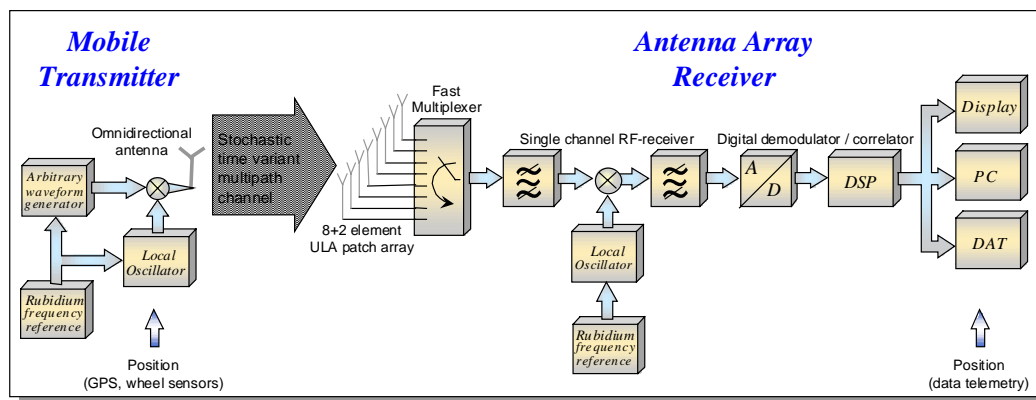 Mobile
Transmitter
Antenna Array
Receiver
Omnidirectional
antenna
Arbitrary
waveform
generator
Local
Oscillator
Rubidium
frequency
reference
Position
(GPS, wheel sensors)
Stochastic
time variant
multipath
channel
8+2 element
ULA patch array
Fast
Multiplexer
Single channel RF-receiver
Local
Oscillator
Rubidium
frequency
reference
Digital demodulator / correlator
A
D
DSP
Display
PC
DAT
Position
(data telemetry)